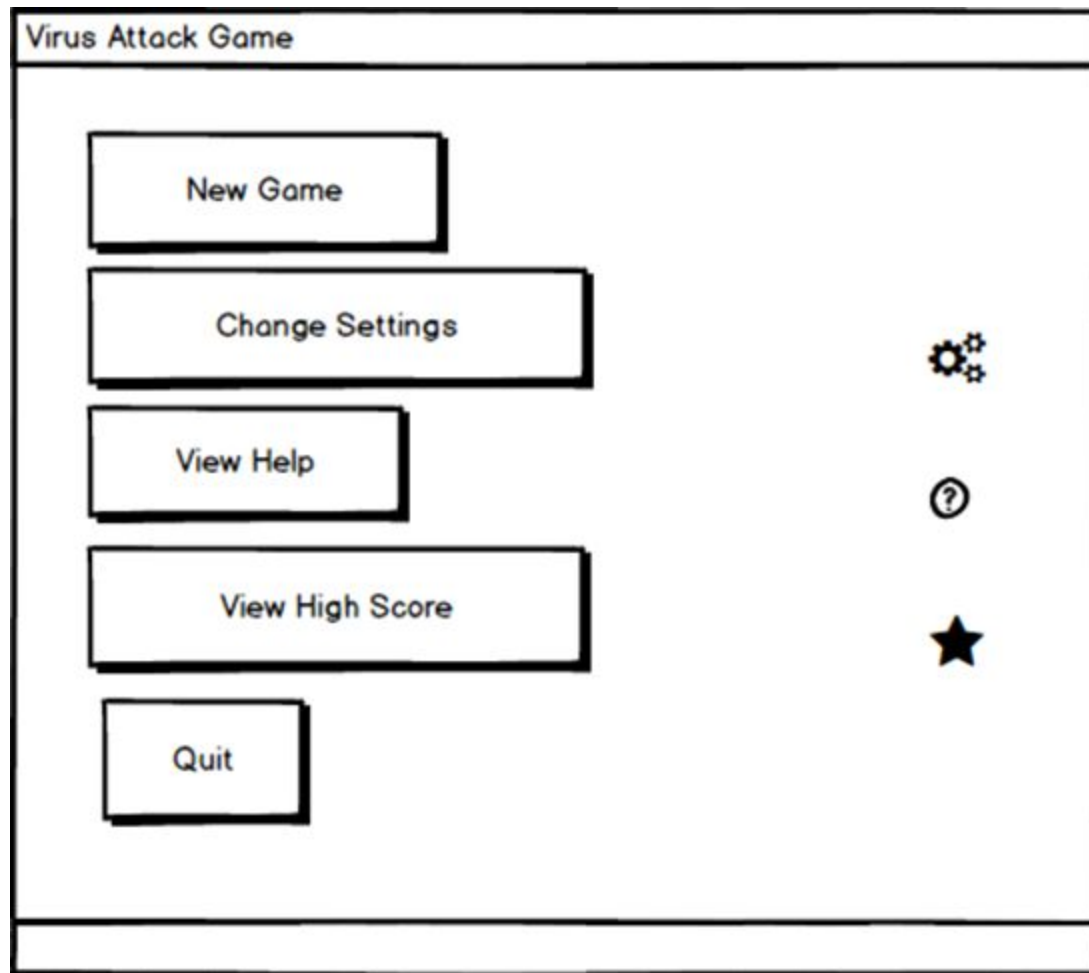 Virus Attack Game
New Game
Change Settings
View Help
?
View High Score
Quit